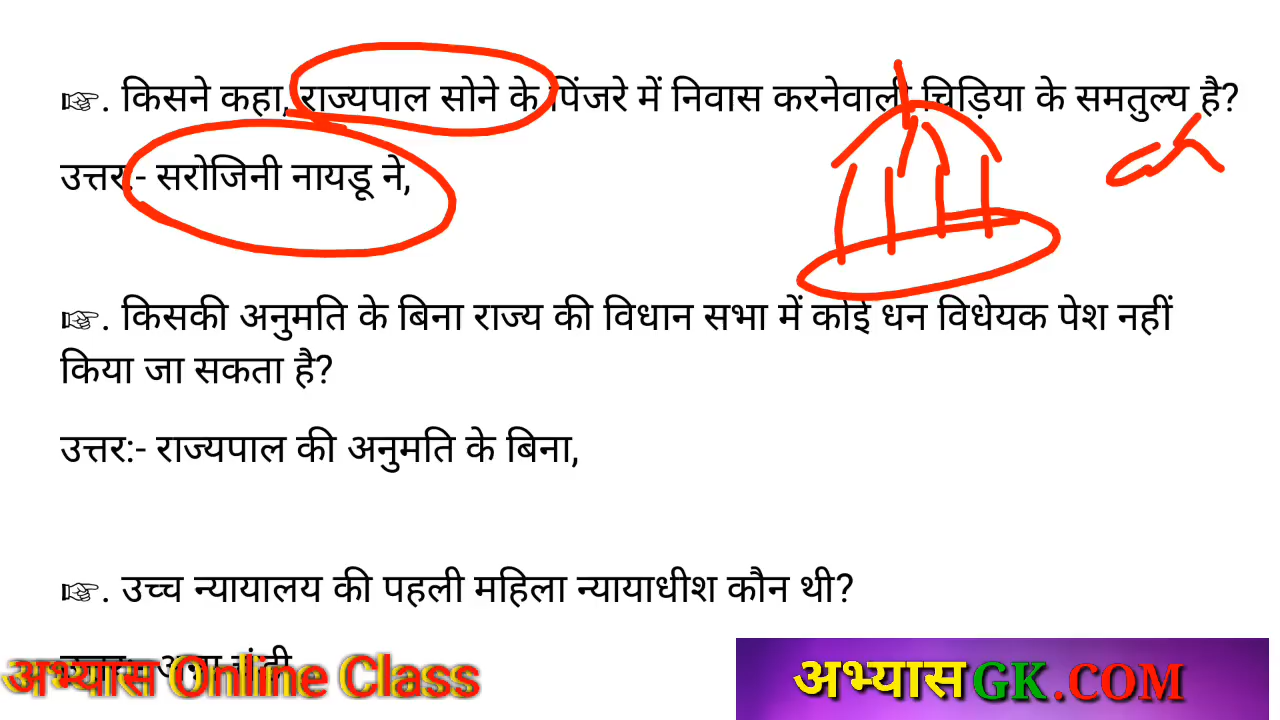 ☞. किसने कहा, राज्यपाल सोने के पिंजरे में निवास करनेवाली चिड़िया के समतुल्य है?
उत्तर:- सरोजिनी नायडू ने,
☞. किसकी अनुमति के बिना राज्य की विधान सभा में कोई धन विधेयक पेश नहीं
किया जा सकता है?
उत्तर:- राज्यपाल की अनुमति के बिना,
☞. उच्च न्यायालय की पहली महिला न्यायाधीश कौन थी?
अभ्यास Online Class
अभ्यास GK.COM